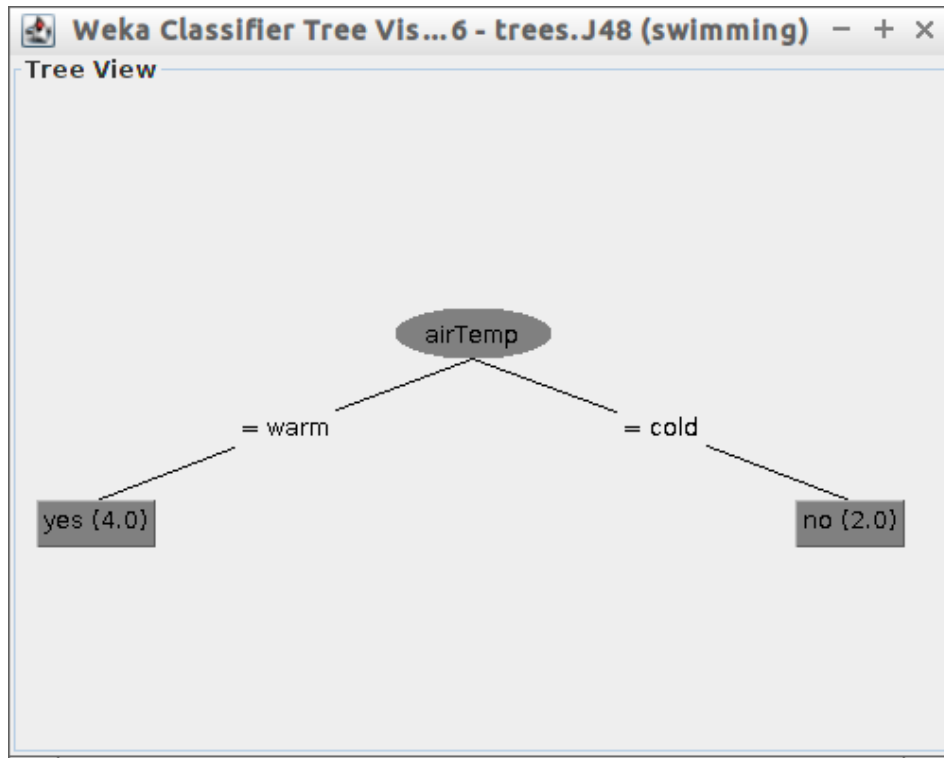 Weka Classifier Tree Vis...6 - trees.J48 (swimming)
Tree View
airTemp
= warm = cold
yes (4.0) no (2.0)